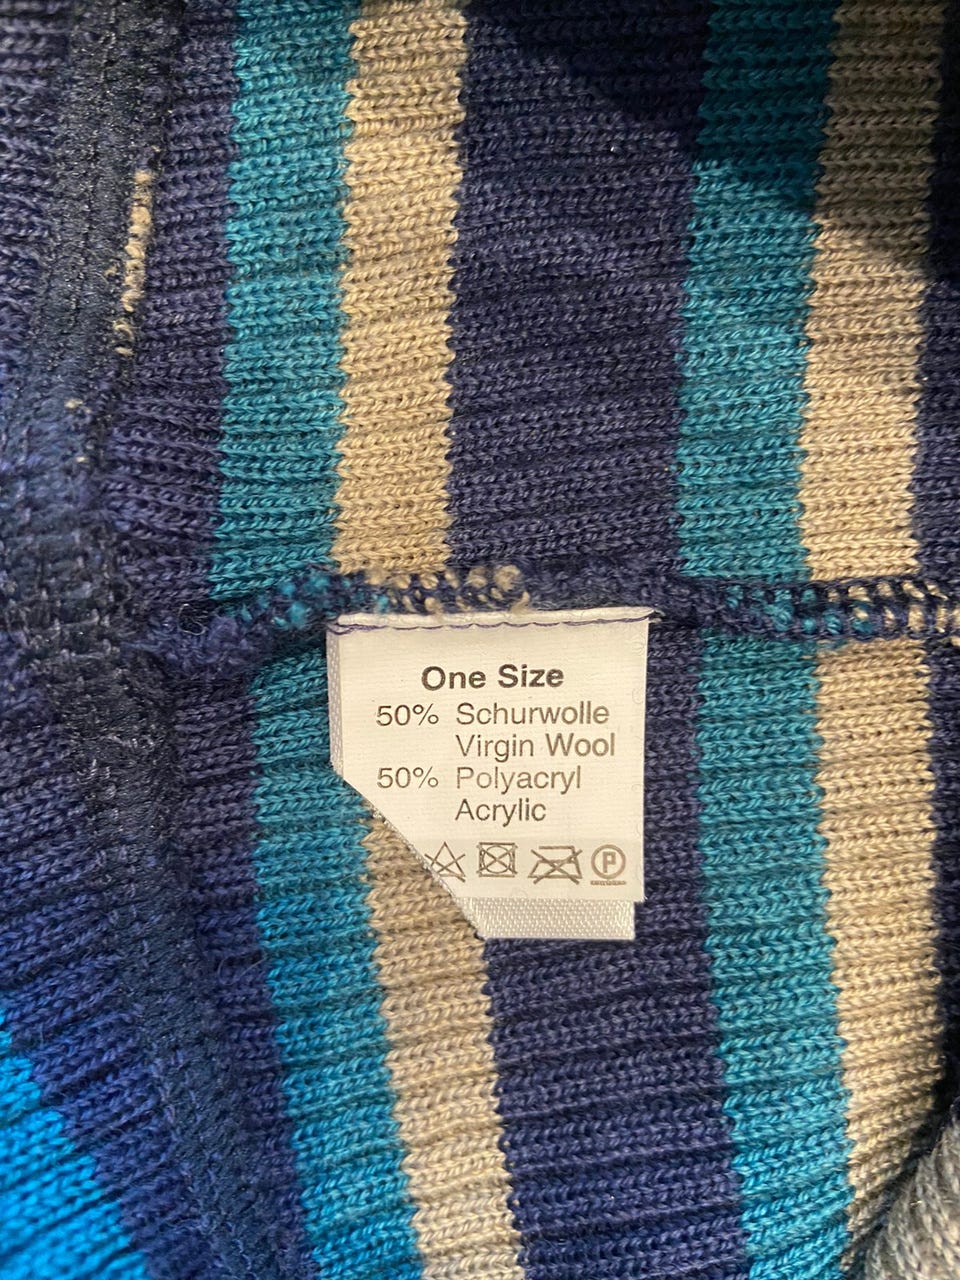 One Size
50% Schurwolle
Virgin Wool
50% Polyacryl
Acrylic
P